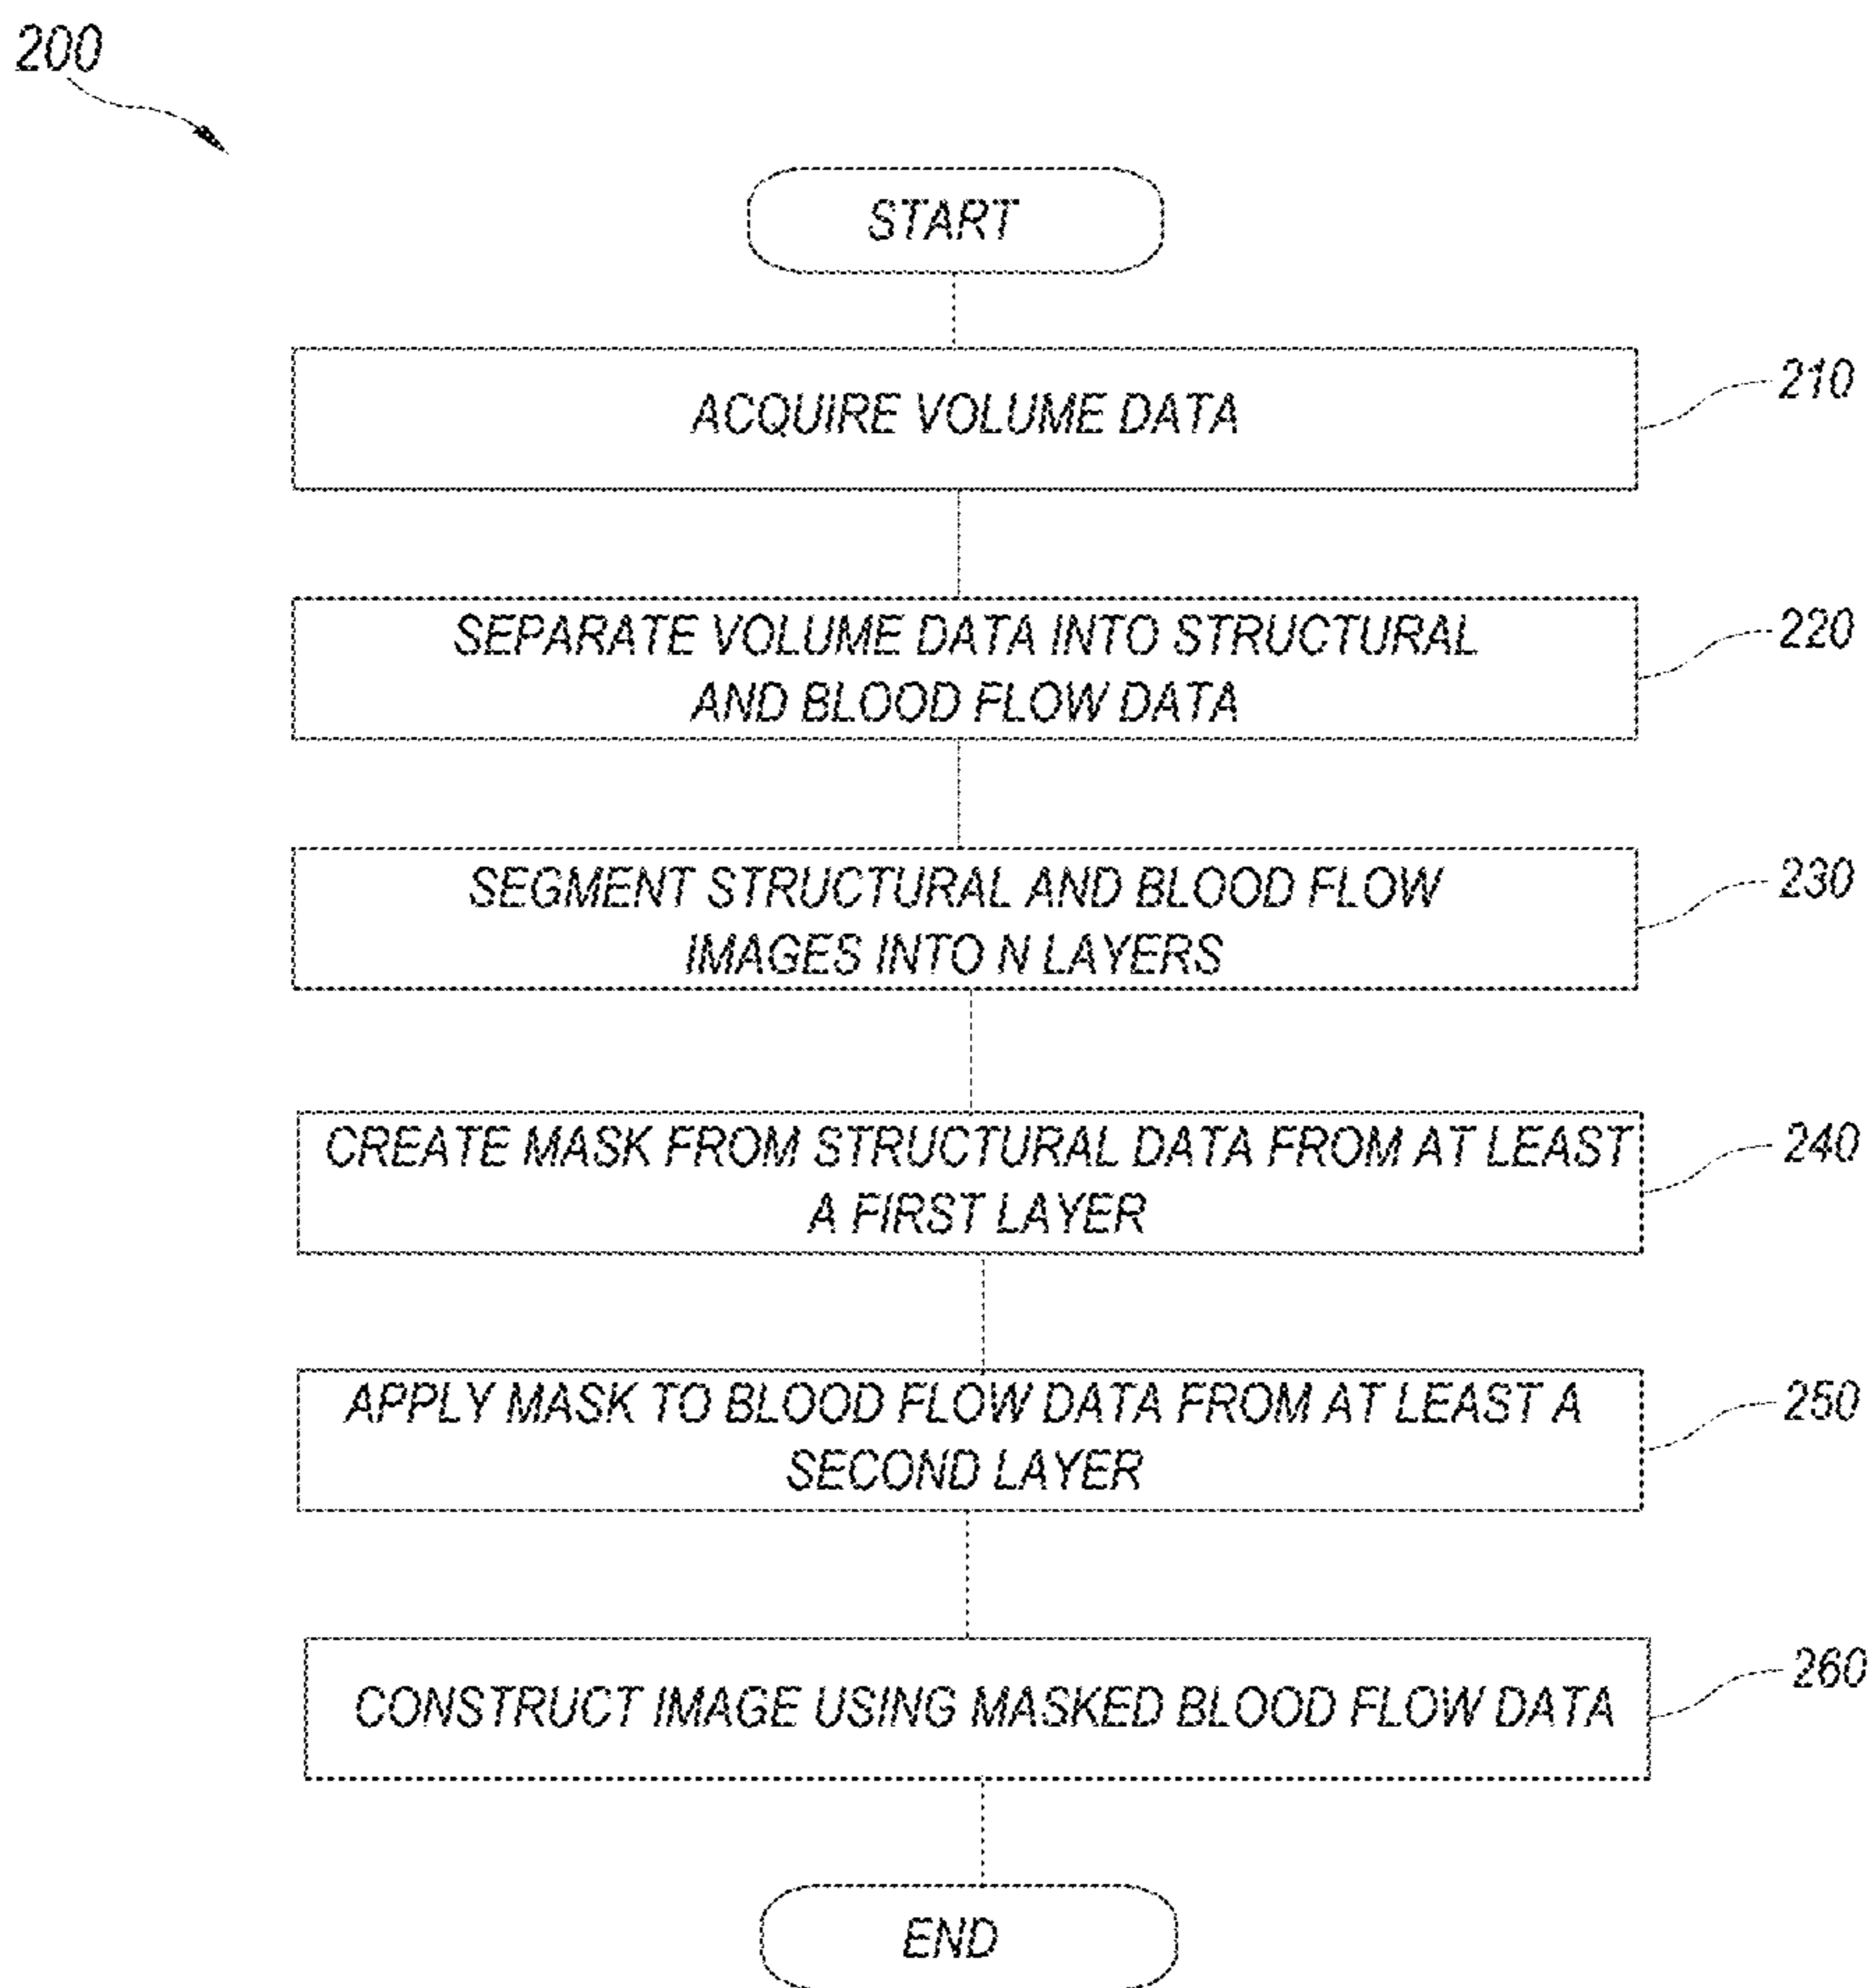 200
START
ACQUIRE VOLUME DATA
210
SEPARATE VOLUME DATA INTO STRUCTURAL
AND BLOOD FLOW DATA
220
SEGMENT STRUCTURAL AND BLOOD FLOW
IMAGES INTO N LAYERS
230
CREATE MASK FROM STRUCTURAL DATA FROM AT LEAST
A FIRST LAYER
240
APPLY MASK TO BLOOD FLOW DATA FROM AT LEAST A
SECOND LAYER
250
CONSTRUCT IMAGE USING MASKED BLOOD FLOW DATA
260
END